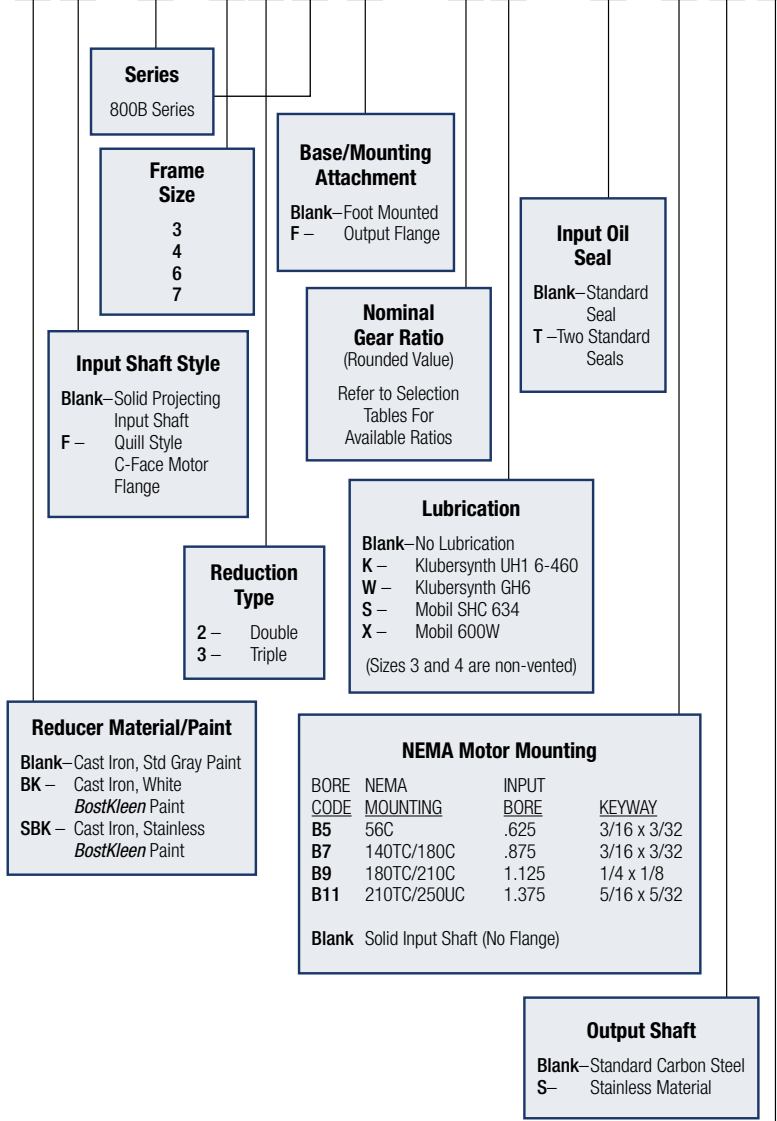 Series
800B Series
Frame
Size
3
4
6
7
Base/Mounting
Attachment
Blank–Foot Mounted
F – Output Flange
Input Oil
Seal
Blank–Standard
Seal
T –Two Standard
Seals
Nominal
Gear Ratio
(Rounded Value)
Refer to Selection
Tables For
Available Ratios
Input Shaft Style
Blank–Solid Projecting
Input Shaft
F – Quill Style
C-Face Motor
Flange
Lubrication
Blank–No Lubrication
K – Klubersynth UH1 6-460
W – Klubersynth GH6
S – Mobil SHC 634
X – Mobil 600W
(Sizes 3 and 4 are non-vented)
Reduction
Type
2 – Double
3 – Triple
Reducer Material/Paint
Blank–Cast Iron, Std Gray Paint
BK – Cast Iron, White
BostKleen Paint
SBK – Cast Iron, Stainless
BostKleen Paint
NEMA Motor Mounting
BORE NEMA INPUT
CODE MOUNTING BORE KEYWAY
B5 56C .625 3/16 x 3/32
B7 140TC/180C .875 3/16 x 3/32
B9 180TC/210C 1.125 1/4 x 1/8
B11 210TC/250UC 1.375 5/16 x 5/32
Blank Solid Input Shaft (No Flange)
Output Shaft
Blank–Standard Carbon Steel
S– Stainless Material